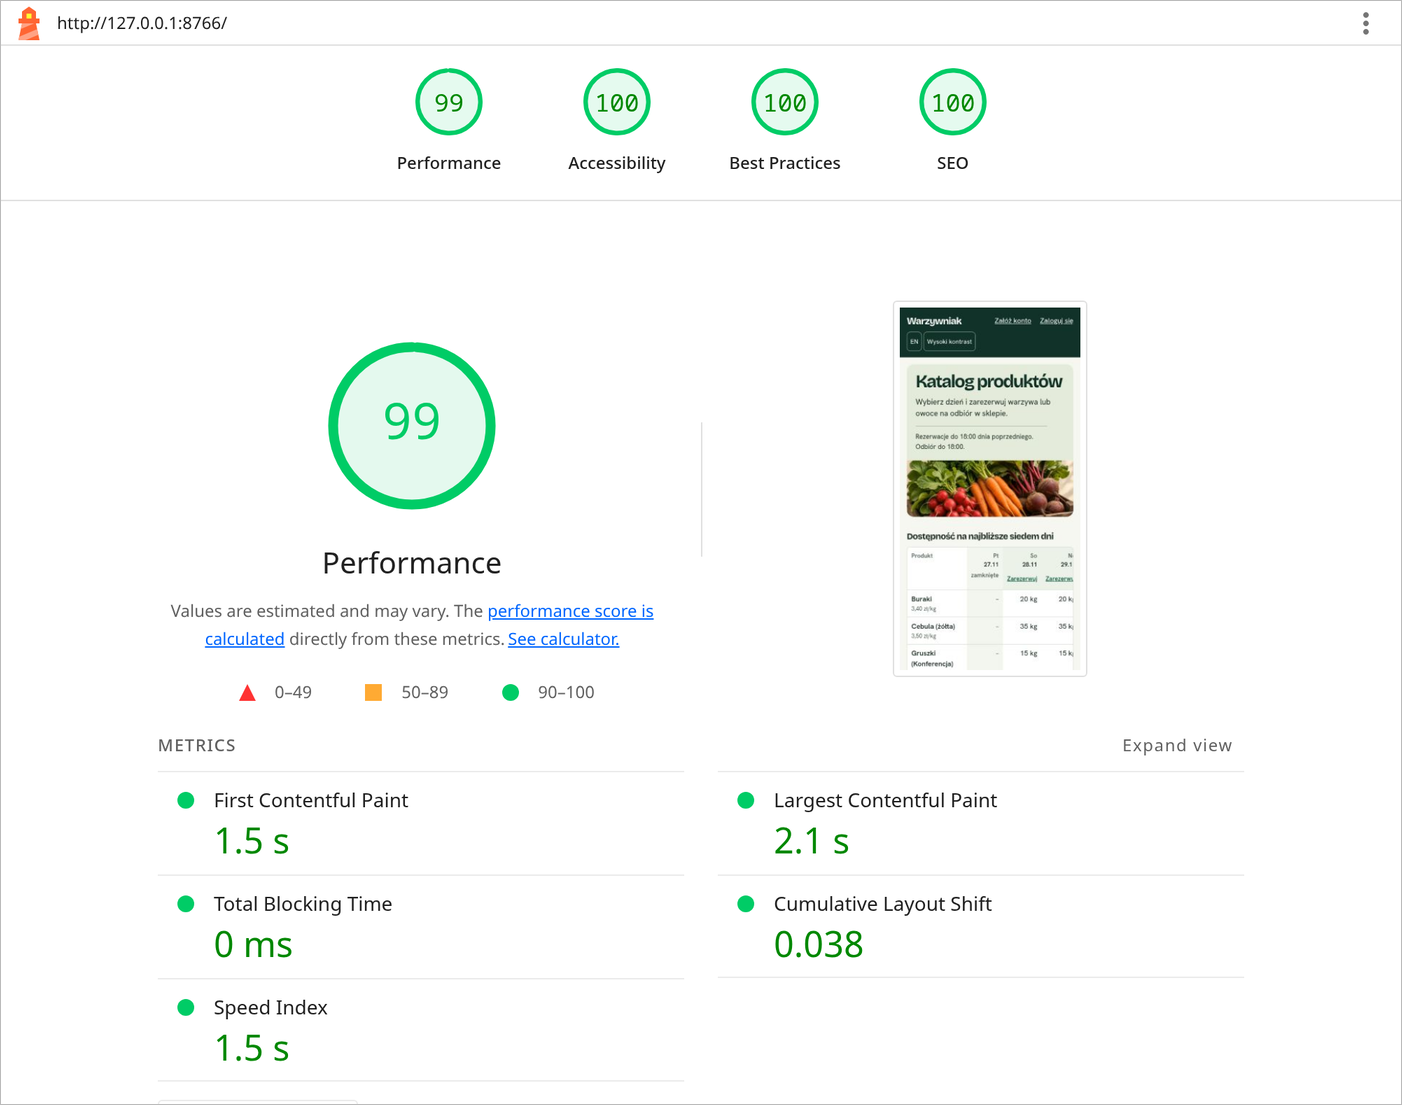 http://127.0.0.1:8766/
99
100
100
100
Performance
Accessibility
Best Practices
SEO
99
Performance
Values are estimated and may vary. The performance score is
calculated directly from these metrics. See calculator.
0–49
50–89
90–100
Warzywniak
Załóż konto
Zaloguj się
EN
Wysoki kontrast
Katalog produktów
Wybierz dzień i zarezerwuj warzywa lub
owoce na odbiór w sklepie.
Rezerwacje do 18:00 dnia poprzedniego.
Odbiór do 18:00.
Dostępność na najbliższe siedem dni
Produkt
Pt
So
N
27.11
28.11
29.1
zamknięte
Zarezerwuj
Zarezerwu
Buraki
–
20 kg
20 k
3,40 zł/kg
Cebula (żółta)
–
35 kg
35 k
3,50 zł/kg
Gruszki
–
15 kg
15 k
(Konferencja)
METRICS
Expand view
First Contentful Paint
1.5 s
Largest Contentful Paint
2.1 s
Total Blocking Time
0 ms
Cumulative Layout Shift
0.038
Speed Index
1.5 s